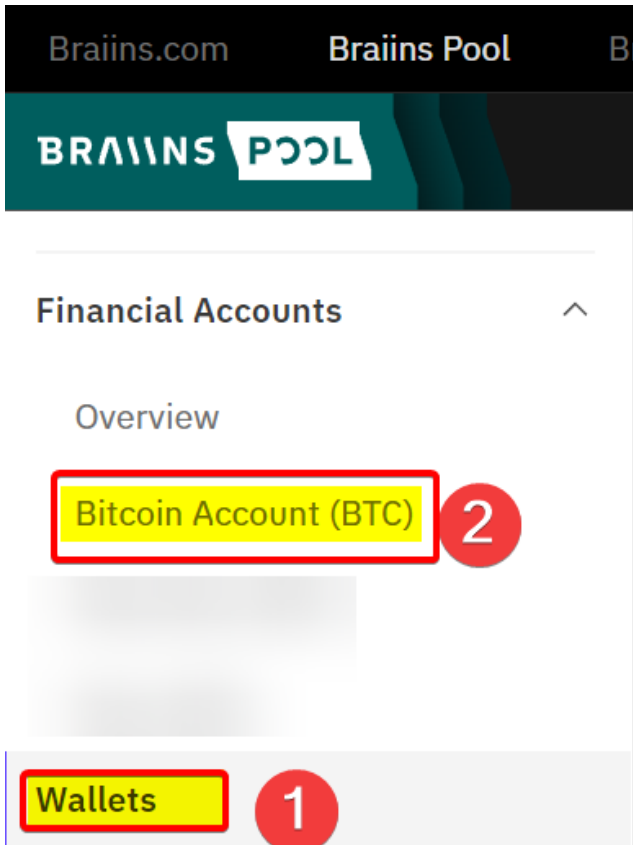 Braiins.com Braiins Pool B
BRAIINS POOL
Financial Accounts
Overview
Bitcoin Account (BTC) 2
Wallets 1